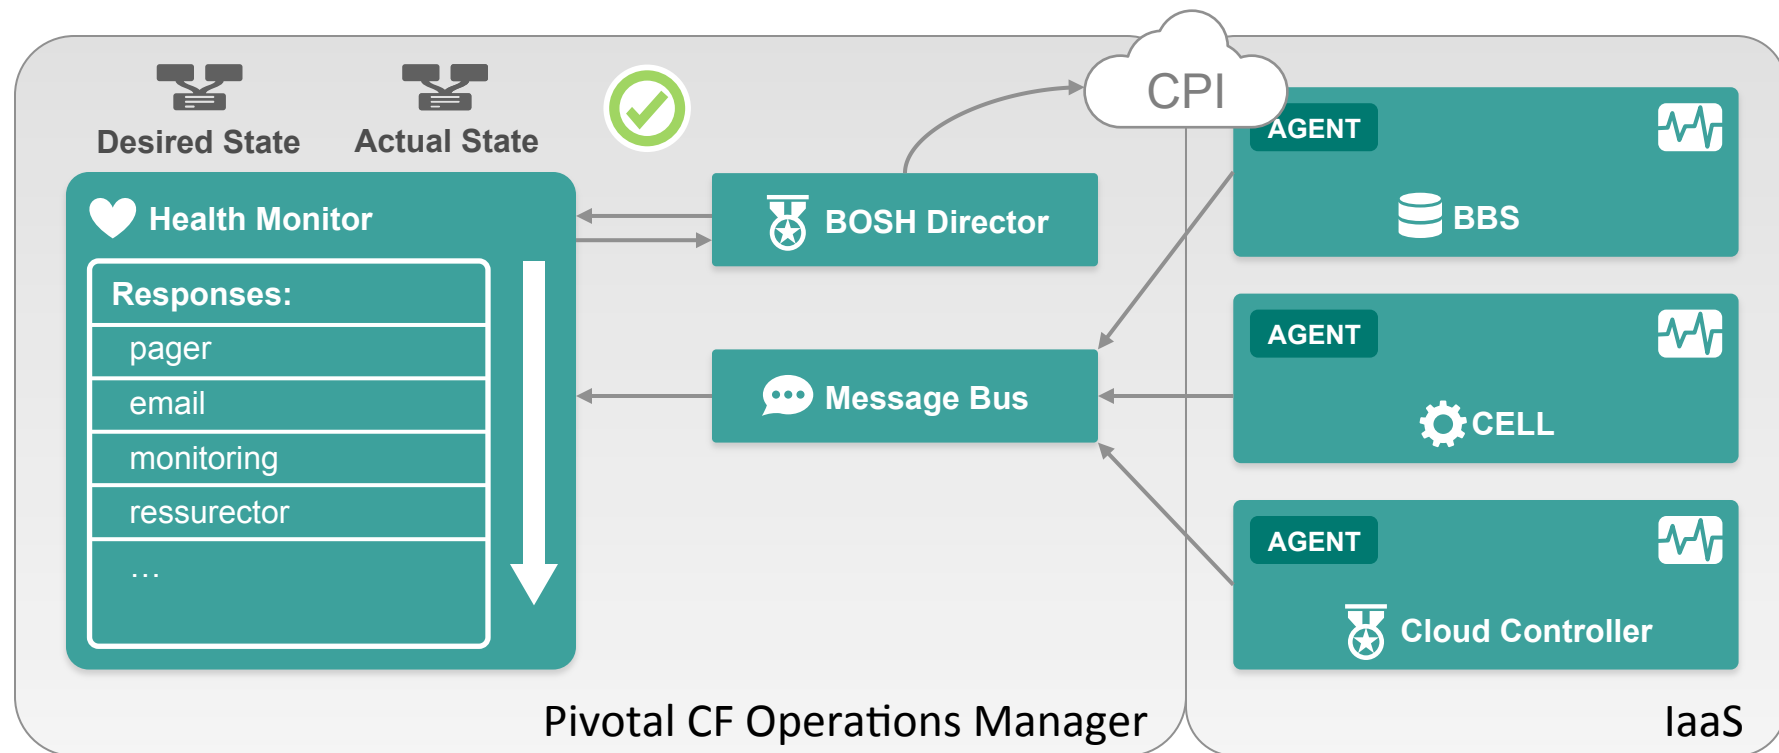 Desired State
Actual State
CPI
Health Monitor
Responses:
pager
email
monitoring
ressurector
…
BOSH Director
Message Bus
AGENT
BBS
AGENT
CELL
AGENT
Cloud Controller
Pivotal CF Operations Manager
IaaS